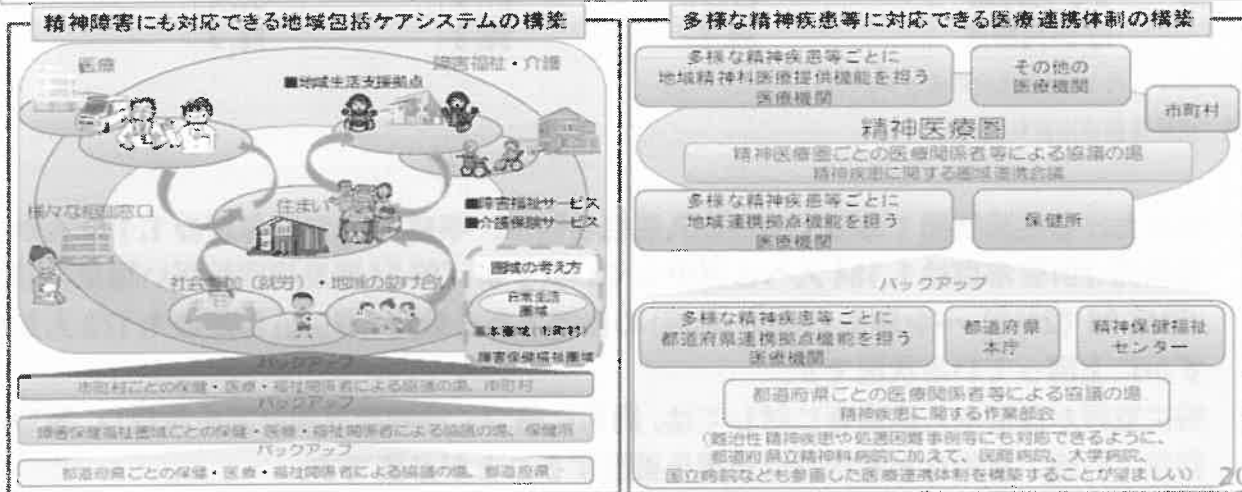 精神障害にも対応できる地域包括ケアシステムの構築
医療
障害福祉・介護
■地域生活支援拠点
様々な相談窓口
住まい
■障害福祉サービス
■介護保険サービス
社会参加(就労)・地域の助け合い
圏域の考え方
日常生活
圏域
基本圏域(市町村)
障害保健福祉圏域
バックアップ
市町村ごとの保健・医療・福祉関係者による協議の場、市町村
バックアップ
障害保健福祉圏域ごとの保健・医療・福祉関係者による協議の場、保健所
バックアップ
都道府県ごとの保健・医療・福祉関係者による協議の場、都道府県
多様な精神疾患等に対応できる医療連携体制の構築
多様な精神疾患等ごとに
地域精神科医療提供機能を担う
医療機関
その他の
医療機関
市町村
精神医療圏
精神医療圏ごとの医療関係者等による協議の場
精神疾患に関する圏域連携会議
多様な精神疾患等ごとに
地域連携拠点機能を担う
医療機関
保健所
バックアップ
多様な精神疾患等ごとに
都道府県連携拠点機能を担う
医療機関
都道府県
本庁
精神保健福祉
センター
都道府県ごとの医療関係者等による協議の場
精神疾患に関する作業部会
(難治性精神疾患や処遇困難事例等にも対応できるように、
都道府県立精神科病院に加えて、民間病院、大学病院、
国立病院なども参画した医療連携体制を構築することが望ましい)
20